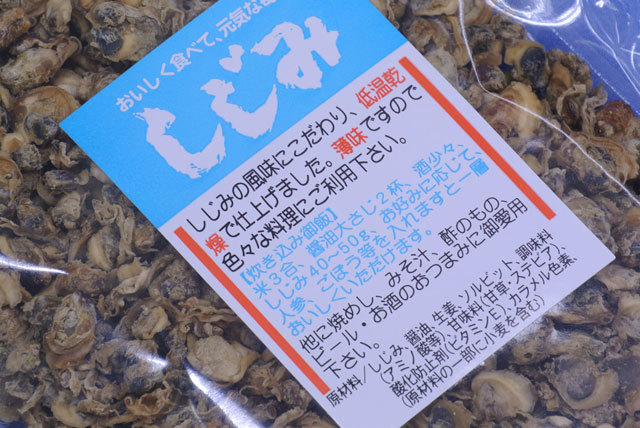 おいしく食べて、元気な
しじみ
しじみの風味にこだわり、低温乾
燥で仕上げました。薄味ですので
色々な料理にご利用下さい。
【炊き込み御飯】
米3合、醤油大さじ2杯、酒少々、
しじみ40~50g、お好みに応じて、
人参、ごぼう等を入れますと一層
おいしくいただけます。
他に焼めし、みそ汁、酢のもの、
ビール・お酒のおつまみに御愛用
下さい。
原材料/しじみ、醤油、生姜、ソルビット、調味料
(アミノ酸等)、甘味料(甘草・ステビア)、
酸化防止剤(ビタミンE)、カラメル色素、
(原材料の一部に小麦を含む)